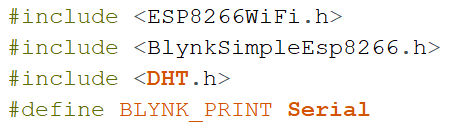 #include <ESP8266WiFi.h>
#include <BlynkSimpleEsp8266.h>
#include <DHT.h>
#define BLYNK_PRINT Serial